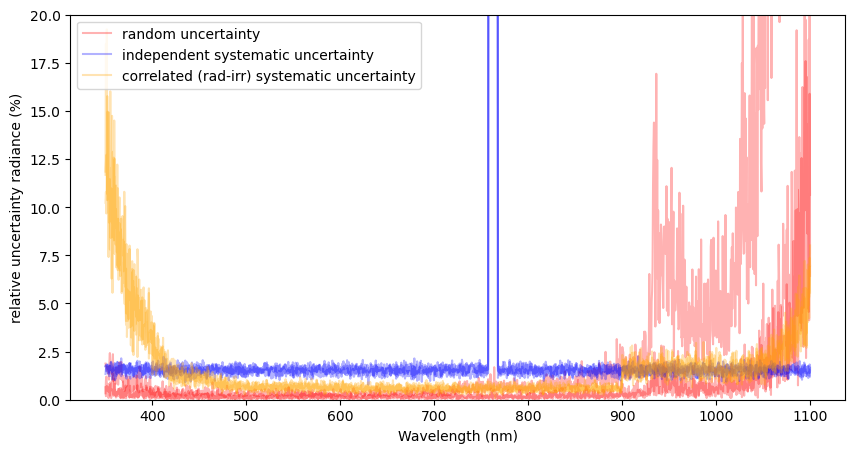 20.0
17.5
15.0
12.5
10.0
7.5
5.0
2.5
0.0
relative uncertainty radiance (%)
random uncertainty
independent systematic uncertainty
correlated (rad-irr) systematic uncertainty
400 500 600 700 800 900 1000 1100
Wavelength (nm)